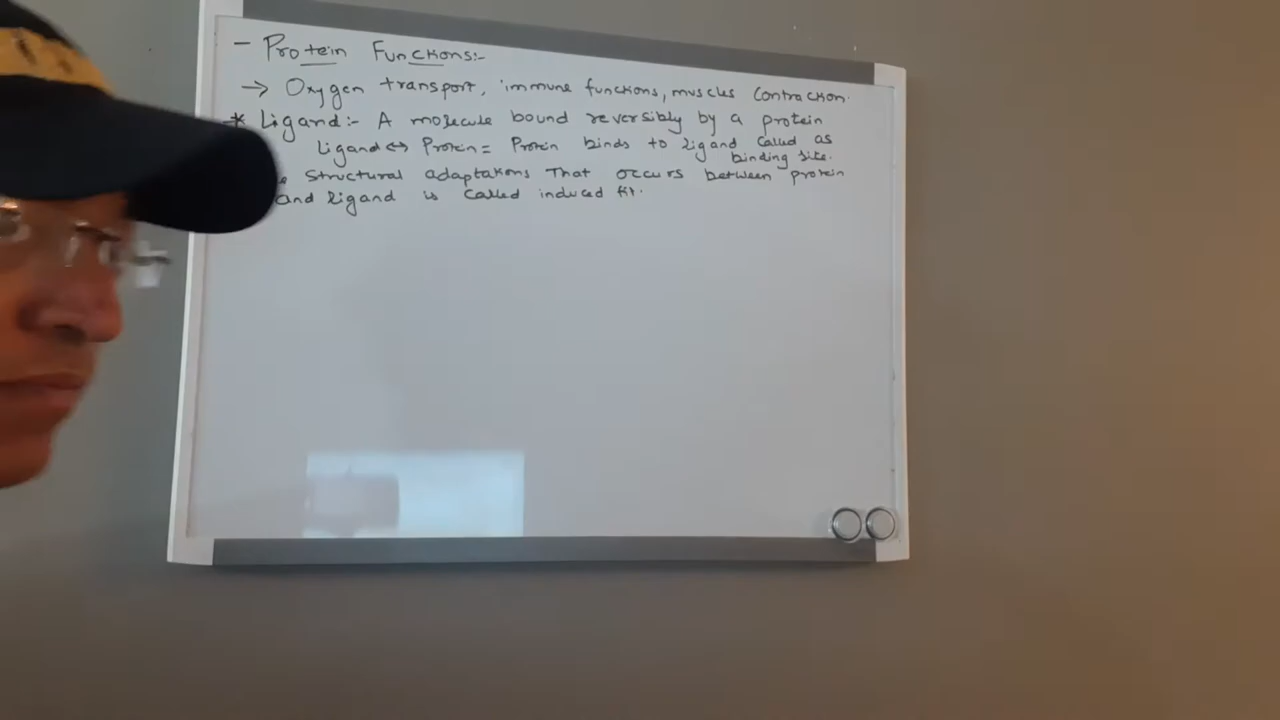 - Protein Functions:-
→ Oxygen transport, immune functions, muscles contraction.
* Ligand:- A molecule bound reversibly by a protein
Ligand ↔ Protein = Protein binds to ligand called as
binding site.
structural adaptations that occurs between protein
and ligand is called induced fit.